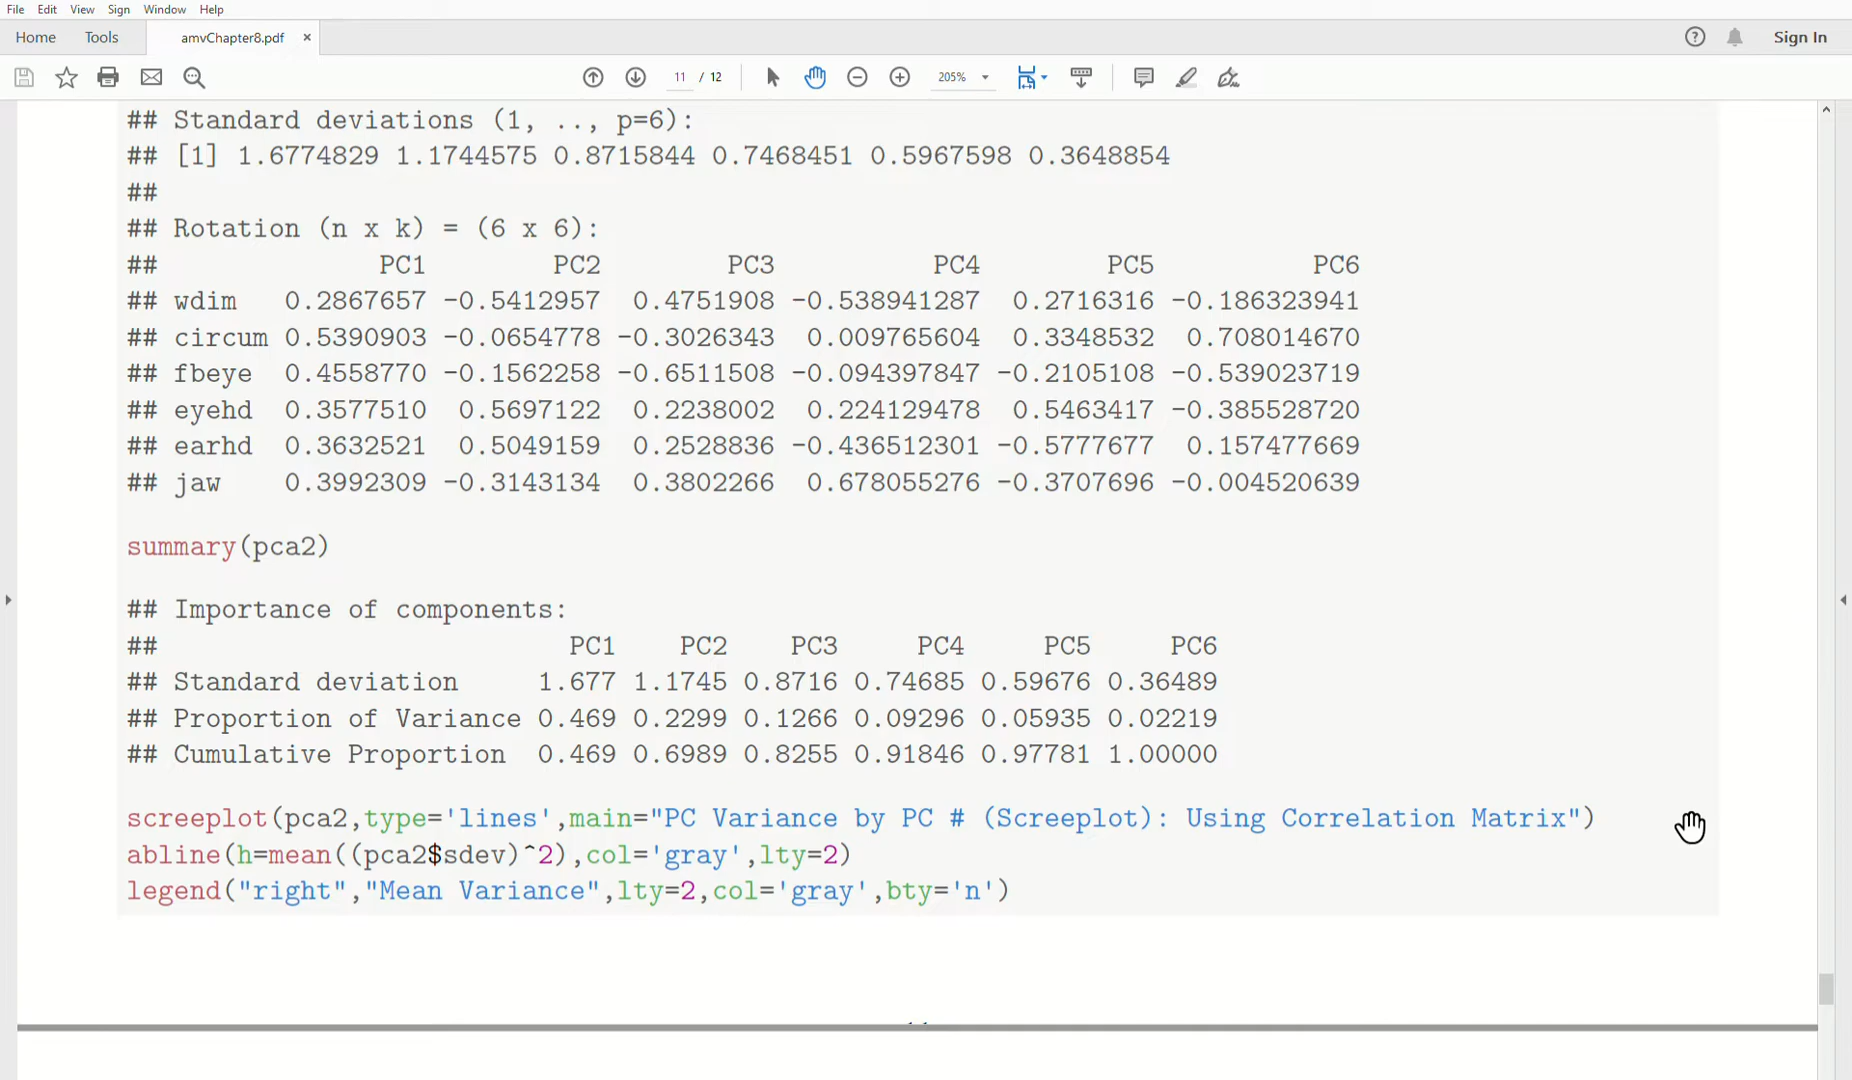 File Edit View Sign Window Help
Home Tools amvChapter8.pdf × Sign In
11 / 12 205%
## Standard deviations (1, .., p=6):
## [1] 1.6774829 1.1744575 0.8715844 0.7468451 0.5967598 0.3648854
##
## Rotation (n x k) = (6 x 6):
## PC1 PC2 PC3 PC4 PC5 PC6
## wdim 0.2867657 -0.5412957 0.4751908 -0.538941287 0.2716316 -0.186323941
## circum 0.5390903 -0.0654778 -0.3026343 0.009765604 0.3348532 0.708014670
## fbeye 0.4558770 -0.1562258 -0.6511508 -0.094397847 -0.2105108 -0.539023719
## eyehd 0.3577510 0.5697122 0.2238002 0.224129478 0.5463417 -0.385528720
## earhd 0.3632521 0.5049159 0.2528836 -0.436512301 -0.5777677 0.157477669
## jaw 0.3992309 -0.3143134 0.3802266 0.678055276 -0.3707696 -0.004520639
summary(pca2)
## Importance of components:
## PC1 PC2 PC3 PC4 PC5 PC6
## Standard deviation 1.677 1.1745 0.8716 0.74685 0.59676 0.36489
## Proportion of Variance 0.469 0.2299 0.1266 0.09296 0.05935 0.02219
## Cumulative Proportion 0.469 0.6989 0.8255 0.91846 0.97781 1.00000
screeplot(pca2,type='lines',main="PC Variance by PC # (Screeplot): Using Correlation Matrix")
abline(h=mean((pca2$sdev)^2),col='gray',lty=2)
legend("right","Mean Variance",lty=2,col='gray',bty='n')